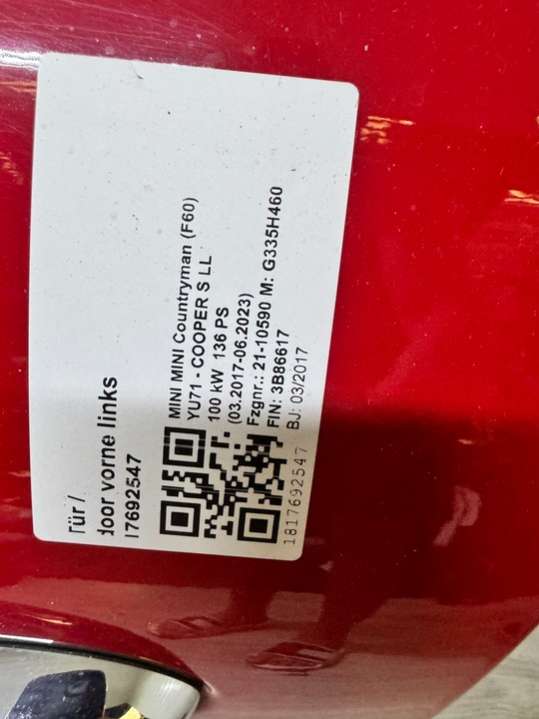 Tür /
door vorne links
17692547
MINI MINI Countryman (F60)
YU71 - COOPER S LL
100 kW 136 PS
(03.2017-06.2023)
Fzgnr.: 21-10590 M: G335H460
FIN: 3B86617
BJ: 03/2017
1817692547